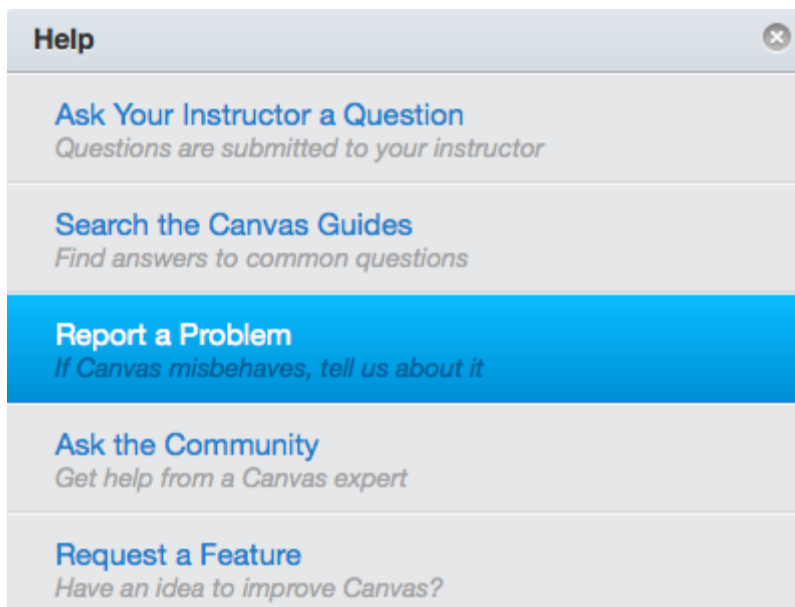 Help
Ask Your Instructor a Question
Questions are submitted to your instructor
Search the Canvas Guides
Find answers to common questions
Report a Problem
If Canvas misbehaves, tell us about it
Ask the Community
Get help from a Canvas expert
Request a Feature
Have an idea to improve Canvas?